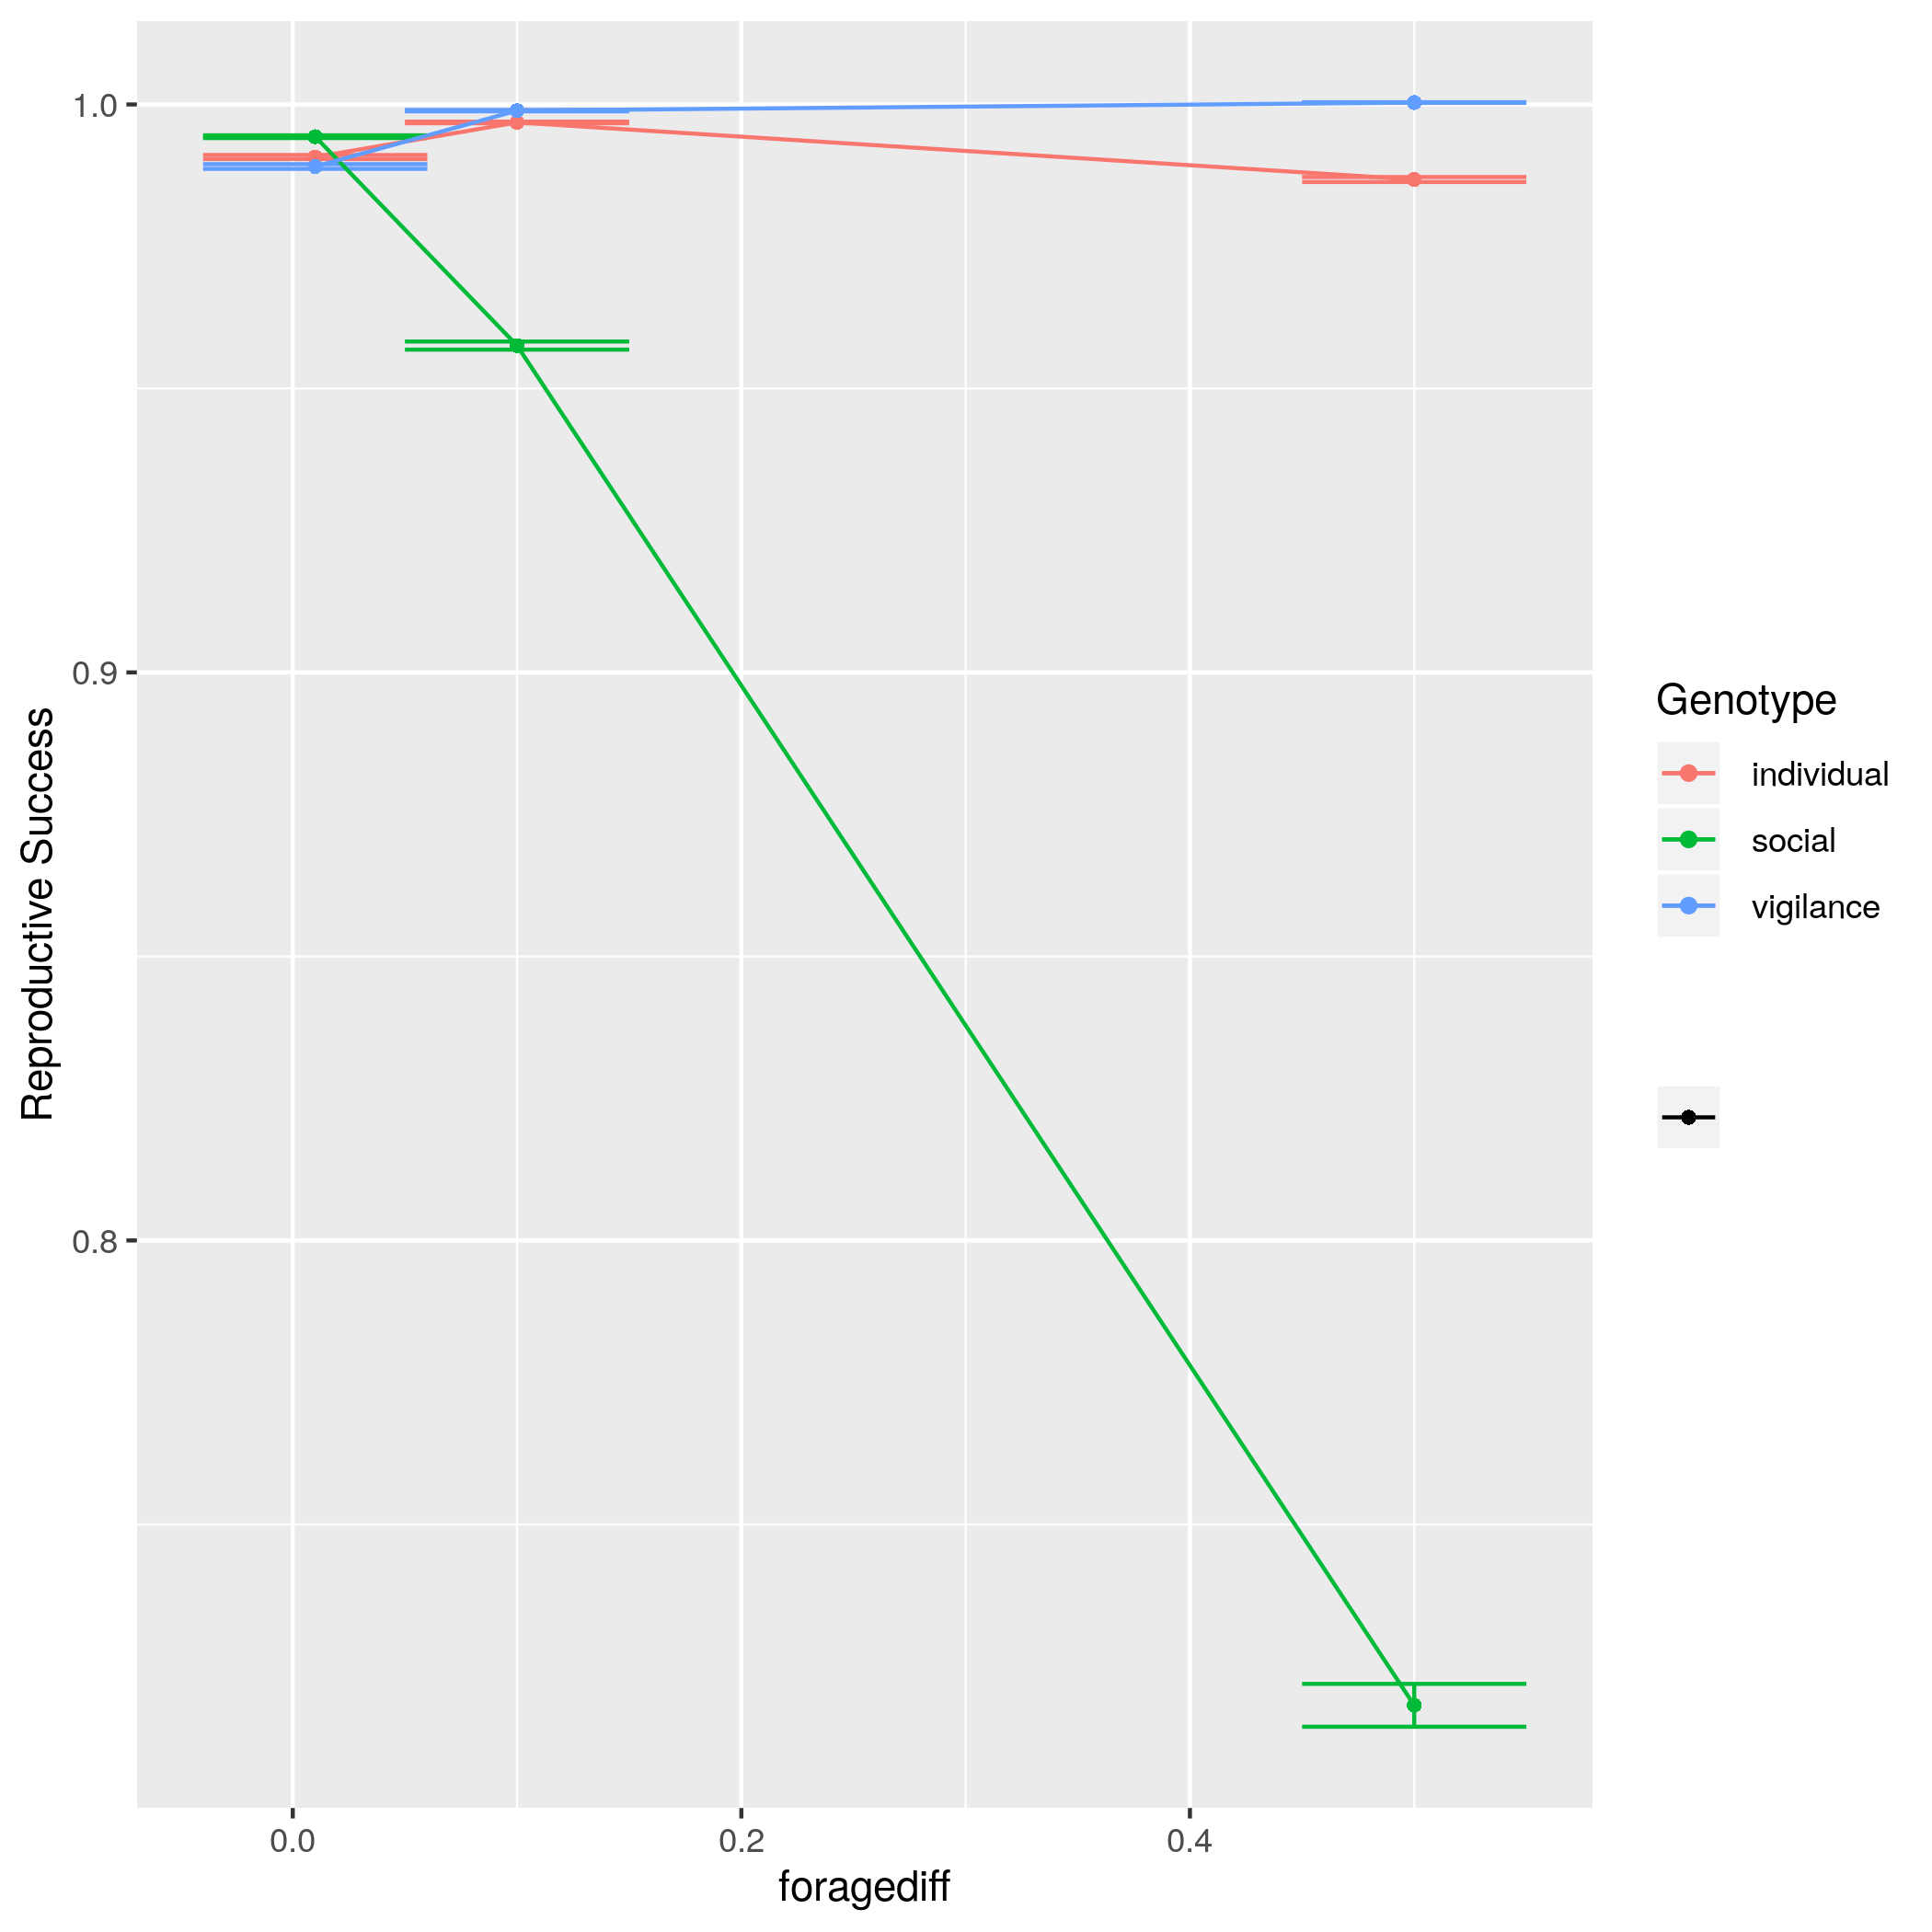 Reproductive Success
1.0
0.9
0.8
0.0
0.2
0.4
foragediff
Genotype
individual
social
vigilance